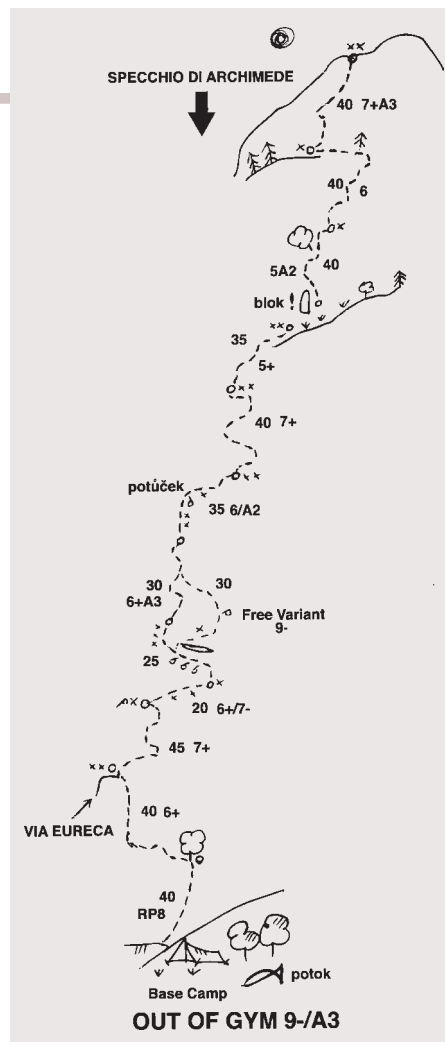 SPECCHIO DI ARCHIMEDE
40 7+A3
40 6
5A2 40
blok !
35
5+
40 7+
potůček
35 6/A2
30 30
6+A3
Free Variant
9-
25
20 6+/7-
45 7+
VIA EURECA
40 6+
40
RP8
potok
Base Camp
OUT OF GYM 9-/A3